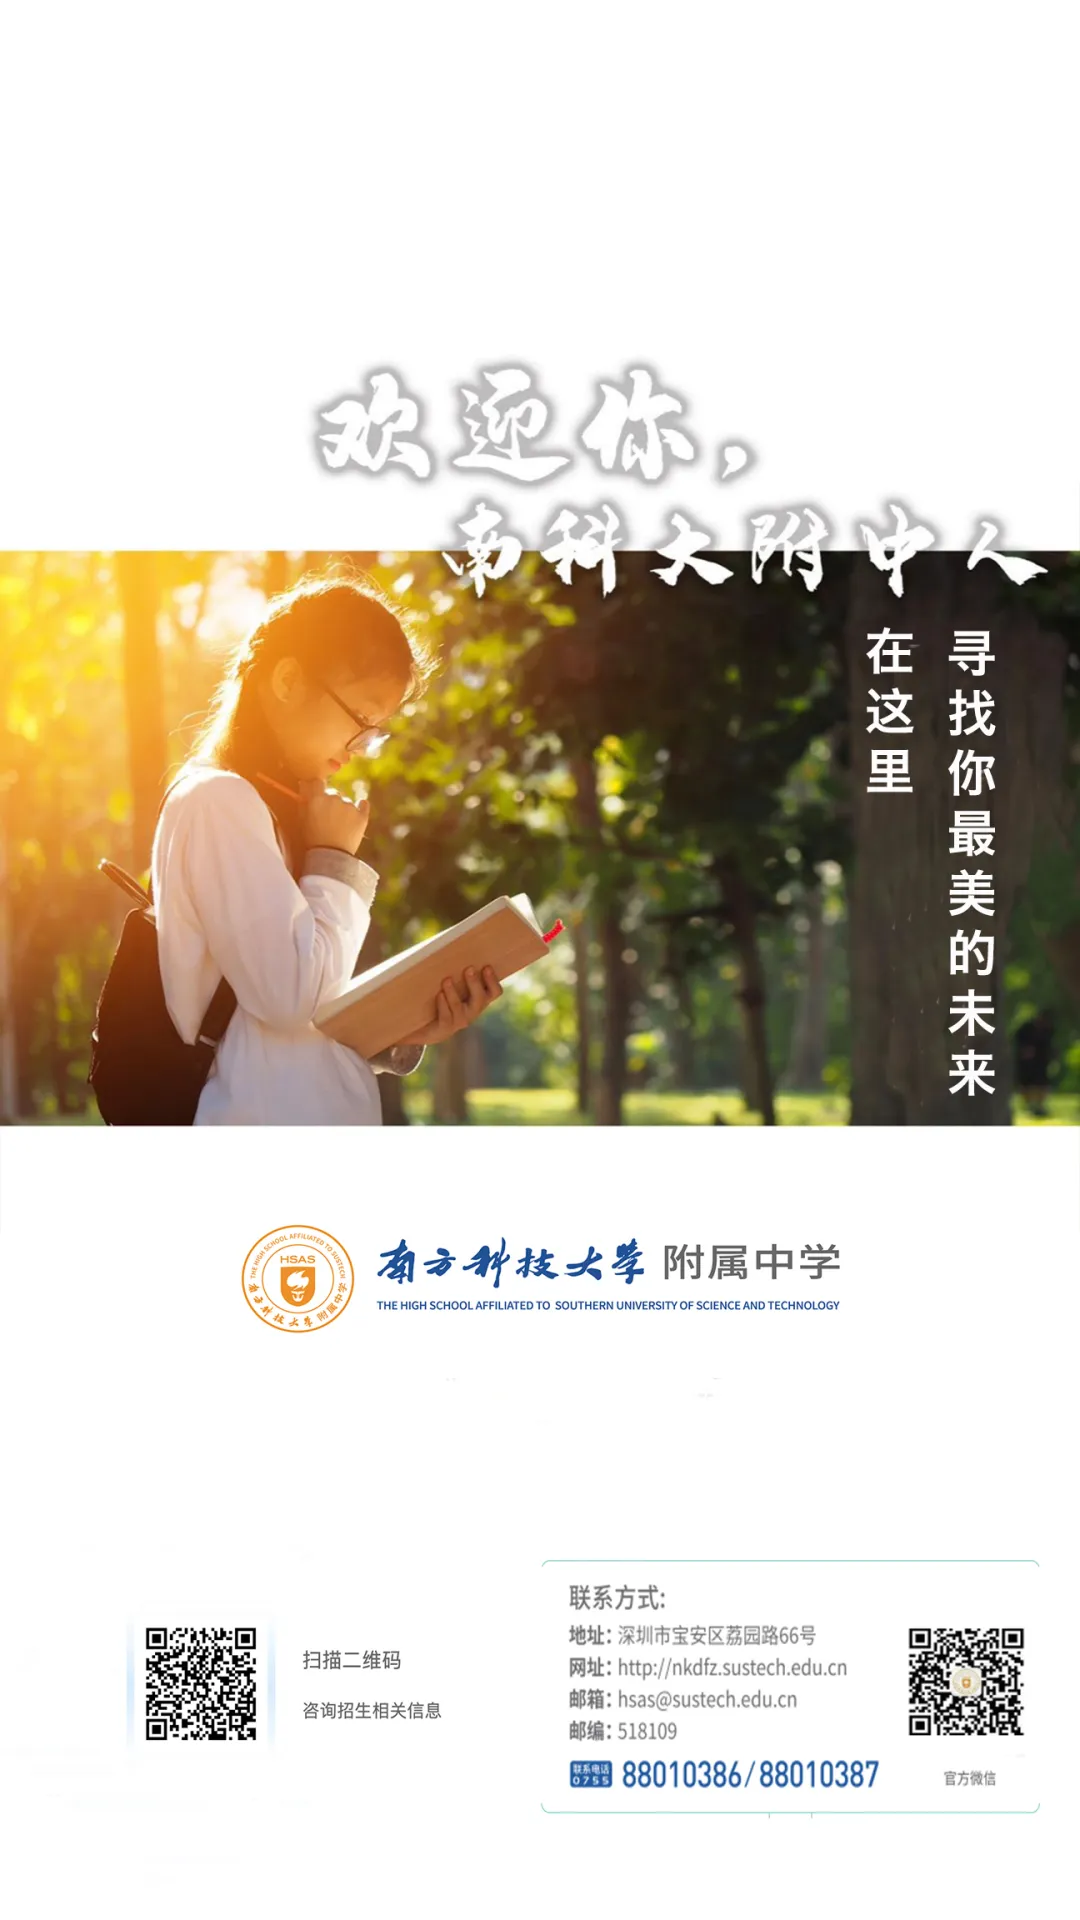 欢迎你，
南科大附中人
寻找你最美的未来
在这里
THE HIGH SCHOOL AFFILIATED TO SUSTECH
HSAS
南方科技大学附属中学
南方科技大学 附属中学
THE HIGH SCHOOL AFFILIATED TO SOUTHERN UNIVERSITY OF SCIENCE AND TECHNOLOGY
扫描二维码
咨询招生相关信息
联系方式:
地址: 深圳市宝安区荔园路66号
网址: http://nkdfz.sustech.edu.cn
邮箱: hsas@sustech.edu.cn
邮编: 518109
联系电话 0755 88010386/88010387
官方微信